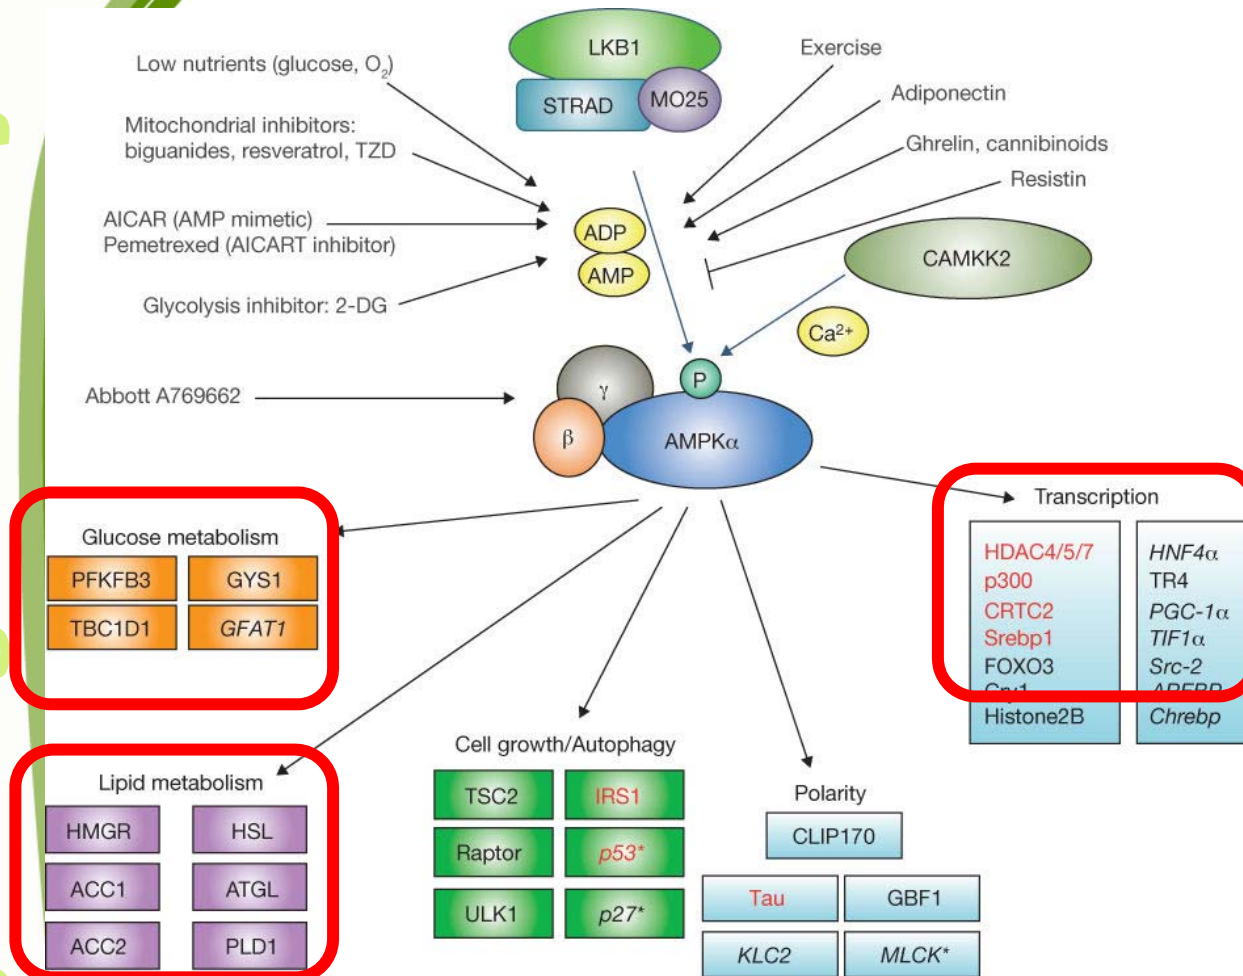 LKB1
STRAD
MO25
Low nutrients (glucose, O₂)
Mitochondrial inhibitors:
biguanides, resveratrol, TZD
AICAR (AMP mimetic)
Pemetrexed (AICART inhibitor)
Glycolysis inhibitor: 2-DG
Abbott A769662
Exercise
Adiponectin
Ghrelin, cannibinoids
Resistin
ADP
AMP
CAMKK2
Ca²⁺
P
γ
β
AMPKα
Glucose metabolism
PFKFB3 GYS1
TBC1D1 GFAT1
Lipid metabolism
HMGR HSL
ACC1 ATGL
ACC2 PLD1
Cell growth/Autophagy
TSC2 IRS1
Raptor p53*
ULK1 p27*
Polarity
CLIP170
Tau GBF1
KLC2 MLCK*
Transcription
HDAC4/5/7
p300
CRTC2
Srebp1
FOXO3
Cry1
Histone2B
HNF4α
TR4
PGC-1α
TIF1α
Src-2
Chrebp